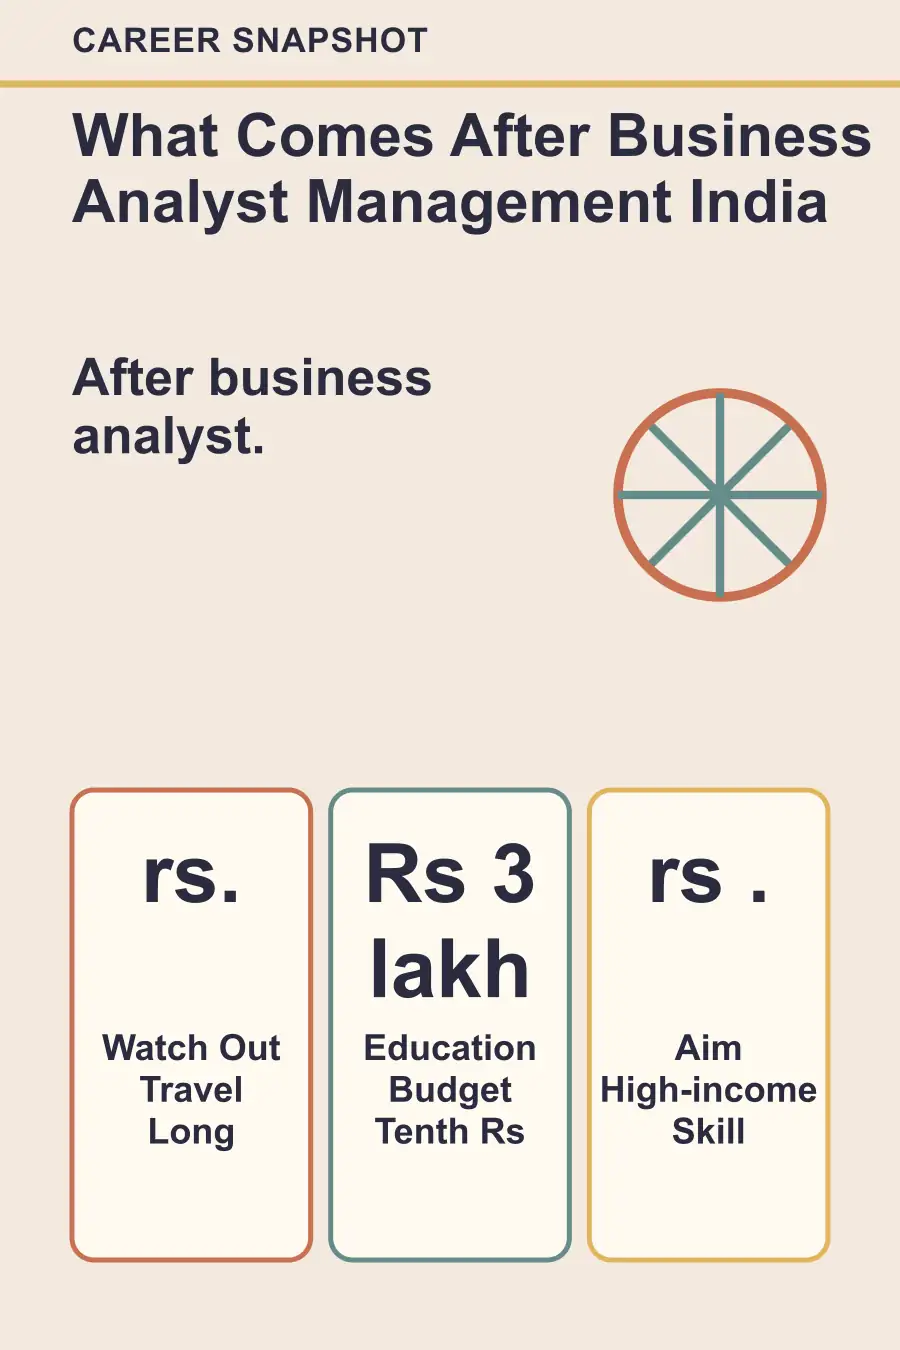 CAREER SNAPSHOT
What Comes After Business
Analyst Management India
After business
analyst.
rs.
Watch Out
Travel
Long
Rs 3
lakh
Education
Budget
Tenth Rs
rs .
Aim
High-income
Skill